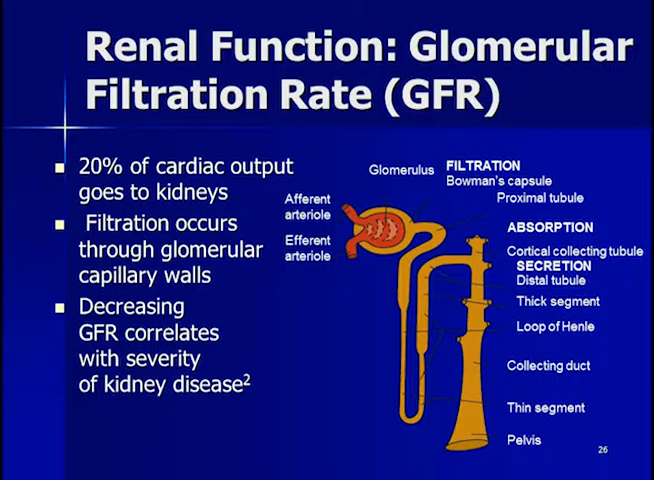 Renal Function: Glomerular
Filtration Rate (GFR)
20% of cardiac output
goes to kidneys
Filtration occurs
through glomerular
capillary walls
Decreasing
GFR correlates
with severity
of kidney disease2
Glomerulus
FILTRATION
Bowman's capsule
Proximal tubule
Afferent
arteriole
Efferent
arteriole
ABSORPTION
Cortical collecting tubule
SECRETION
Distal tubule
Thick segment
Loop of Henle
Collecting duct
Thin segment
Pelvis
26